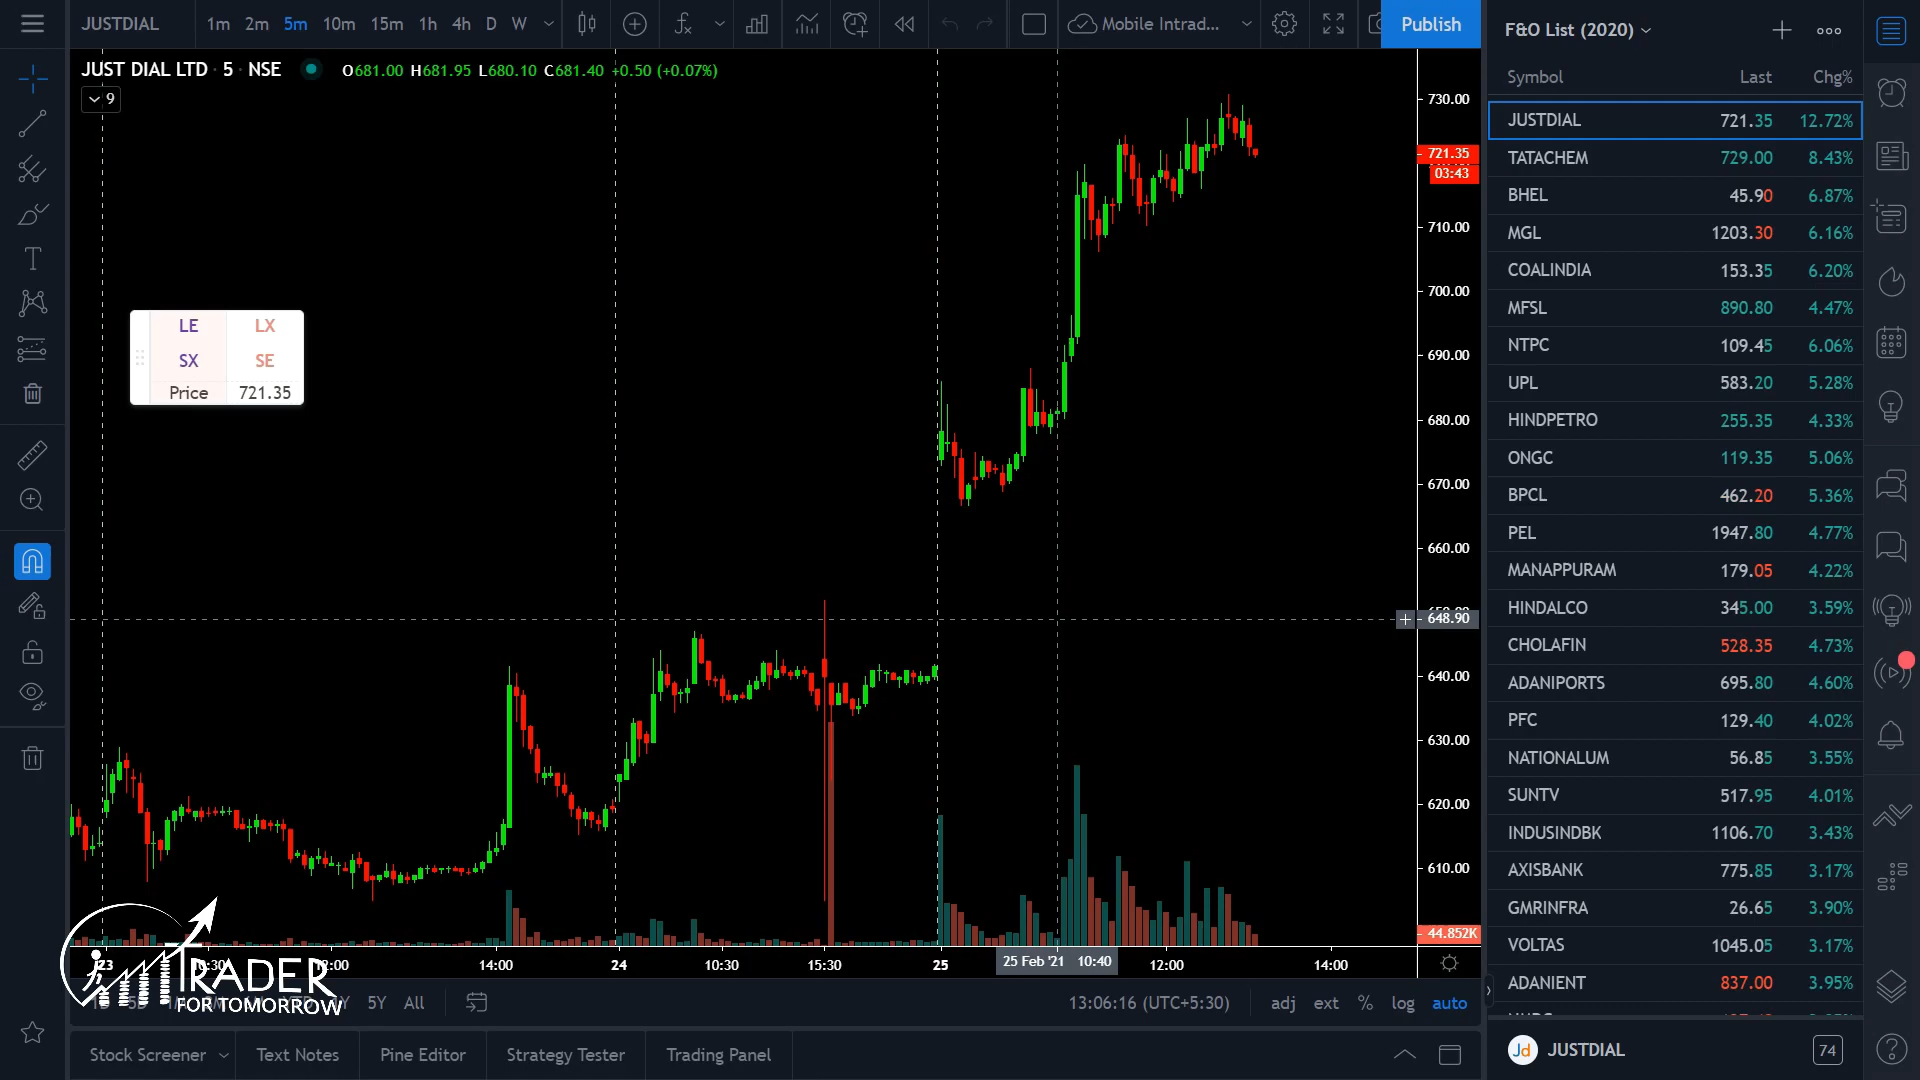 JUSTDIAL 1m 2m 5m 10m 15m 1h 4h D W Mobile Intrad... Publish
JUST DIAL LTD · 5 · NSE O681.00 H681.95 L680.10 C681.40 +0.50 (+0.07%)
9
LE LX
SX SE
Price 721.35
730.00
721.35
03:43
710.00
700.00
690.00
680.00
670.00
660.00
648.90
640.00
630.00
620.00
610.00
44.852K
23 12:00 14:00 24 10:30 15:30 25 25 Feb '21 10:40 12:00 14:00
TRADER
FOR TOMORROW
5Y All 13:06:16 (UTC+5:30) adj ext % log auto
Stock Screener Text Notes Pine Editor Strategy Tester Trading Panel
F&O List (2020)
Symbol Last Chg%
JUSTDIAL 721.35 12.72%
TATACHEM 729.00 8.43%
BHEL 45.90 6.87%
MGL 1203.30 6.16%
COALINDIA 153.35 6.20%
MFSL 890.80 4.47%
NTPC 109.45 6.06%
UPL 583.20 5.28%
HINDPETRO 255.35 4.33%
ONGC 119.35 5.06%
BPCL 462.20 5.36%
PEL 1947.80 4.77%
MANAPPURAM 179.05 4.22%
HINDALCO 345.00 3.59%
CHOLAFIN 528.35 4.73%
ADANIPORTS 695.80 4.60%
PFC 129.40 4.02%
NATIONALUM 56.85 3.55%
SUNTV 517.95 4.01%
INDUSINDBK 1106.70 3.43%
AXISBANK 775.85 3.17%
GMRINFRA 26.65 3.90%
VOLTAS 1045.05 3.17%
ADANIENT 837.00 3.95%
Jd JUSTDIAL 74